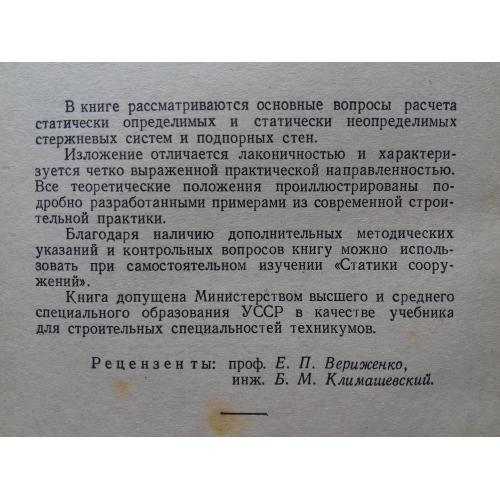 В книге рассматриваются основные вопросы расчета
статически определимых и статически неопределимых
стержневых систем и подпорных стен.
Изложение отличается лаконичностью и характери-
зуется четко выраженной практической направленностью.
Все теоретические положения проиллюстрированы по-
дробно разработанными примерами из современной строи-
тельной практики.
Благодаря наличию дополнительных методических
указаний и контрольных вопросов книгу можно исполь-
зовать при самостоятельном изучении «Статики соору-
жений».
Книга допущена Министерством высшего и среднего
специального образования УССР в качестве учебника
для строительных специальностей техникумов.
Рецензенты: проф. Е. П. Вериженко,
инж. Б. М. Климашевский.